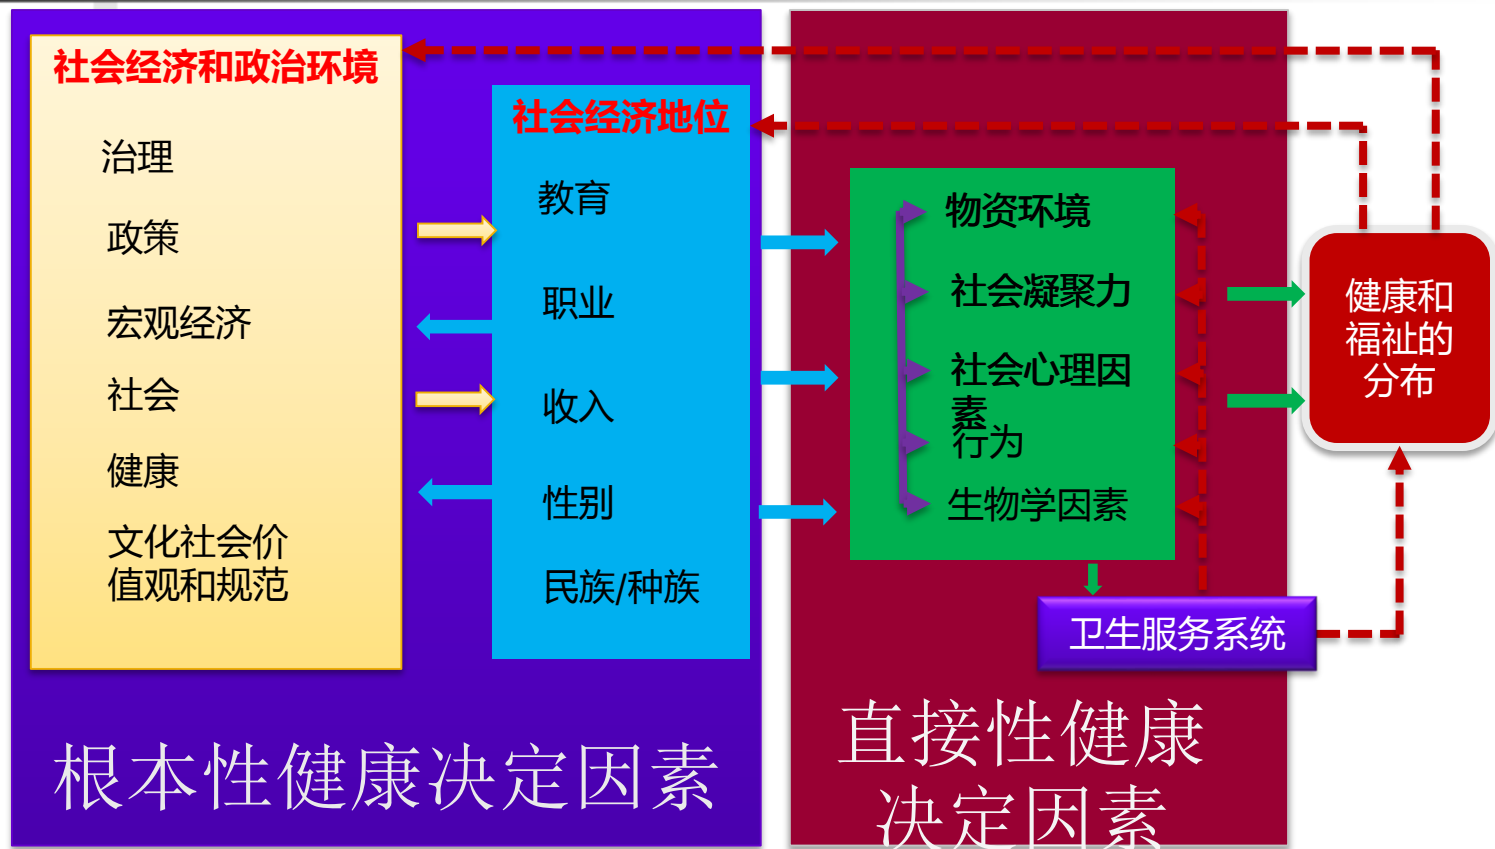 社会经济和政治环境
治理
政策
宏观经济
社会
健康
文化社会价
值观和规范
社会经济地位
教育
职业
收入
性别
民族/种族
物资环境
社会凝聚力
社会心理因
素
行为
生物学因素
卫生服务系统
健康和
福祉的
分布
根本性健康决定因素
直接性健康
决定因素